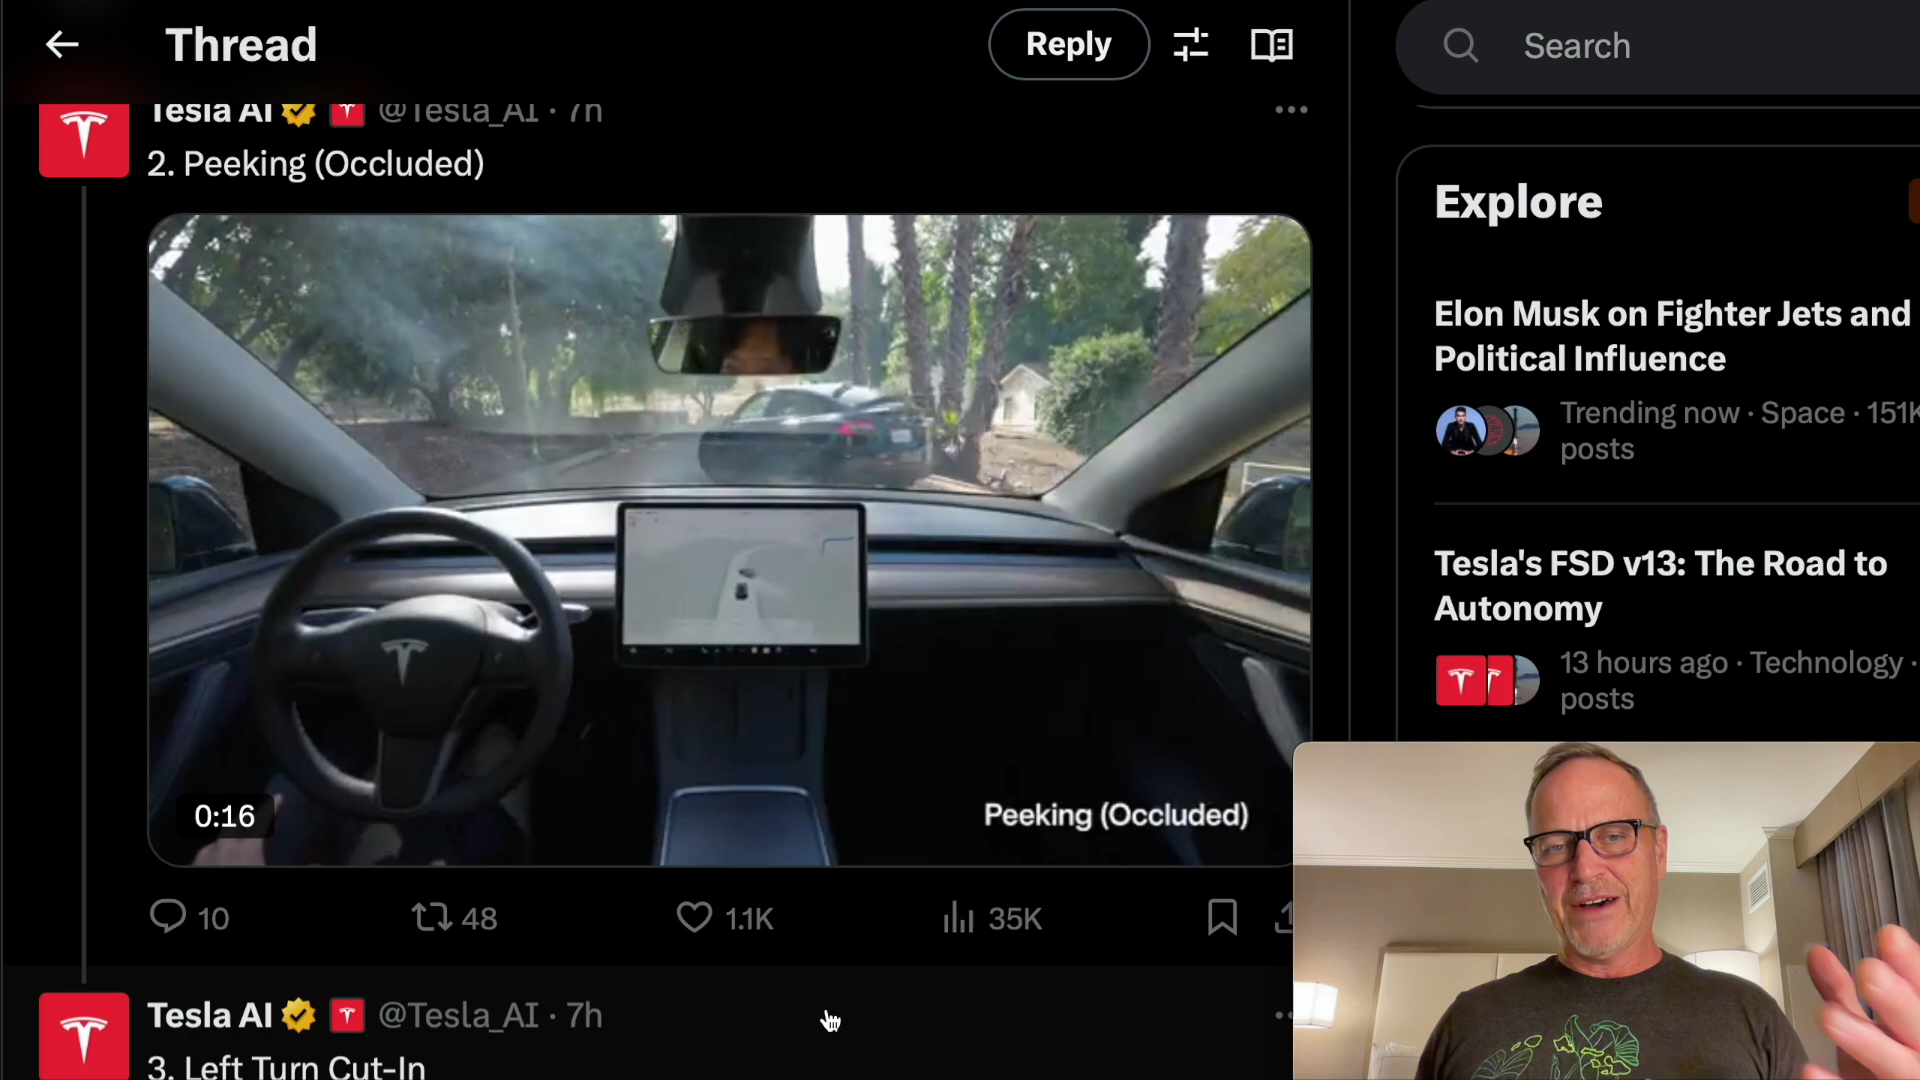 Thread
Reply
Search
Tesla AI @Tesla_AI · 7h
2. Peeking (Occluded)
0:16
Peeking (Occluded)
10
48
1.1K
35K
Tesla AI @Tesla_AI · 7h
3. Left Turn Cut-In
Explore
Elon Musk on Fighter Jets and
Political Influence
Trending now · Space · 151K
posts
Tesla's FSD v13: The Road to
Autonomy
13 hours ago · Technology ·
posts